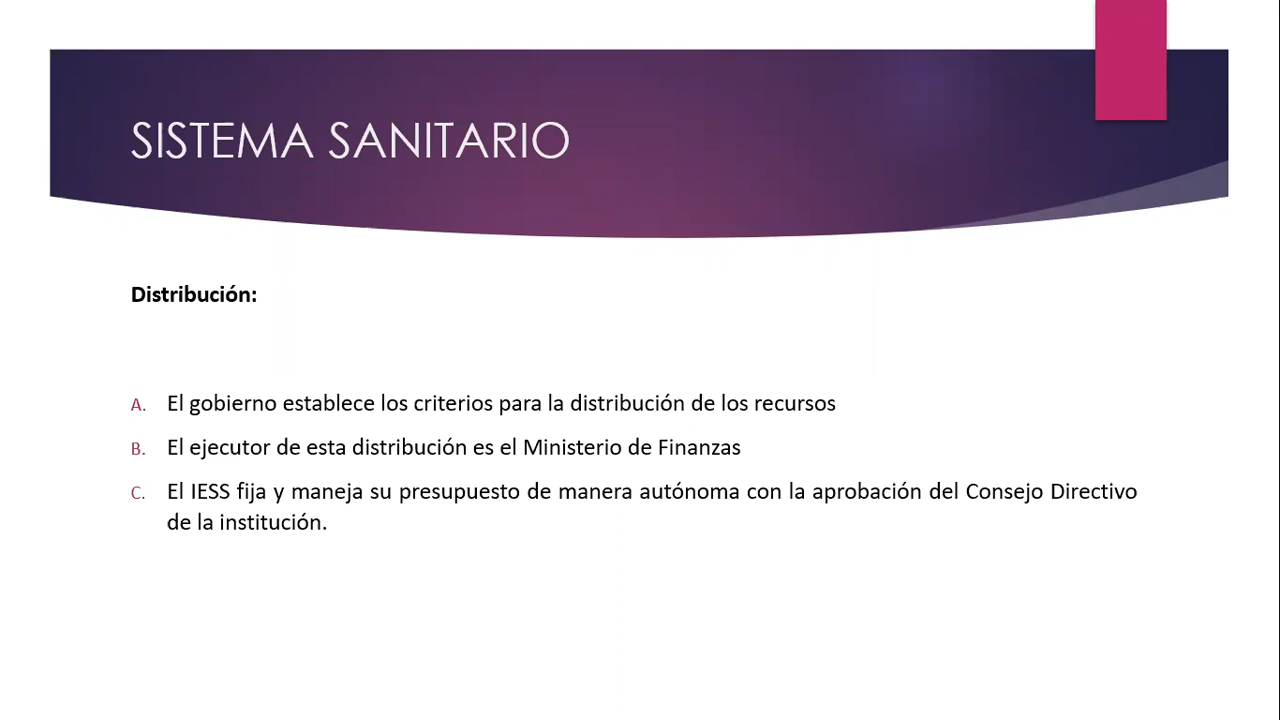 SISTEMA SANITARIO
Distribución:
A. El gobierno establece los criterios para la distribución de los recursos
B. El ejecutor de esta distribución es el Ministerio de Finanzas
C. El IESS fija y maneja su presupuesto de manera autónoma con la aprobación del Consejo Directivo
de la institución.